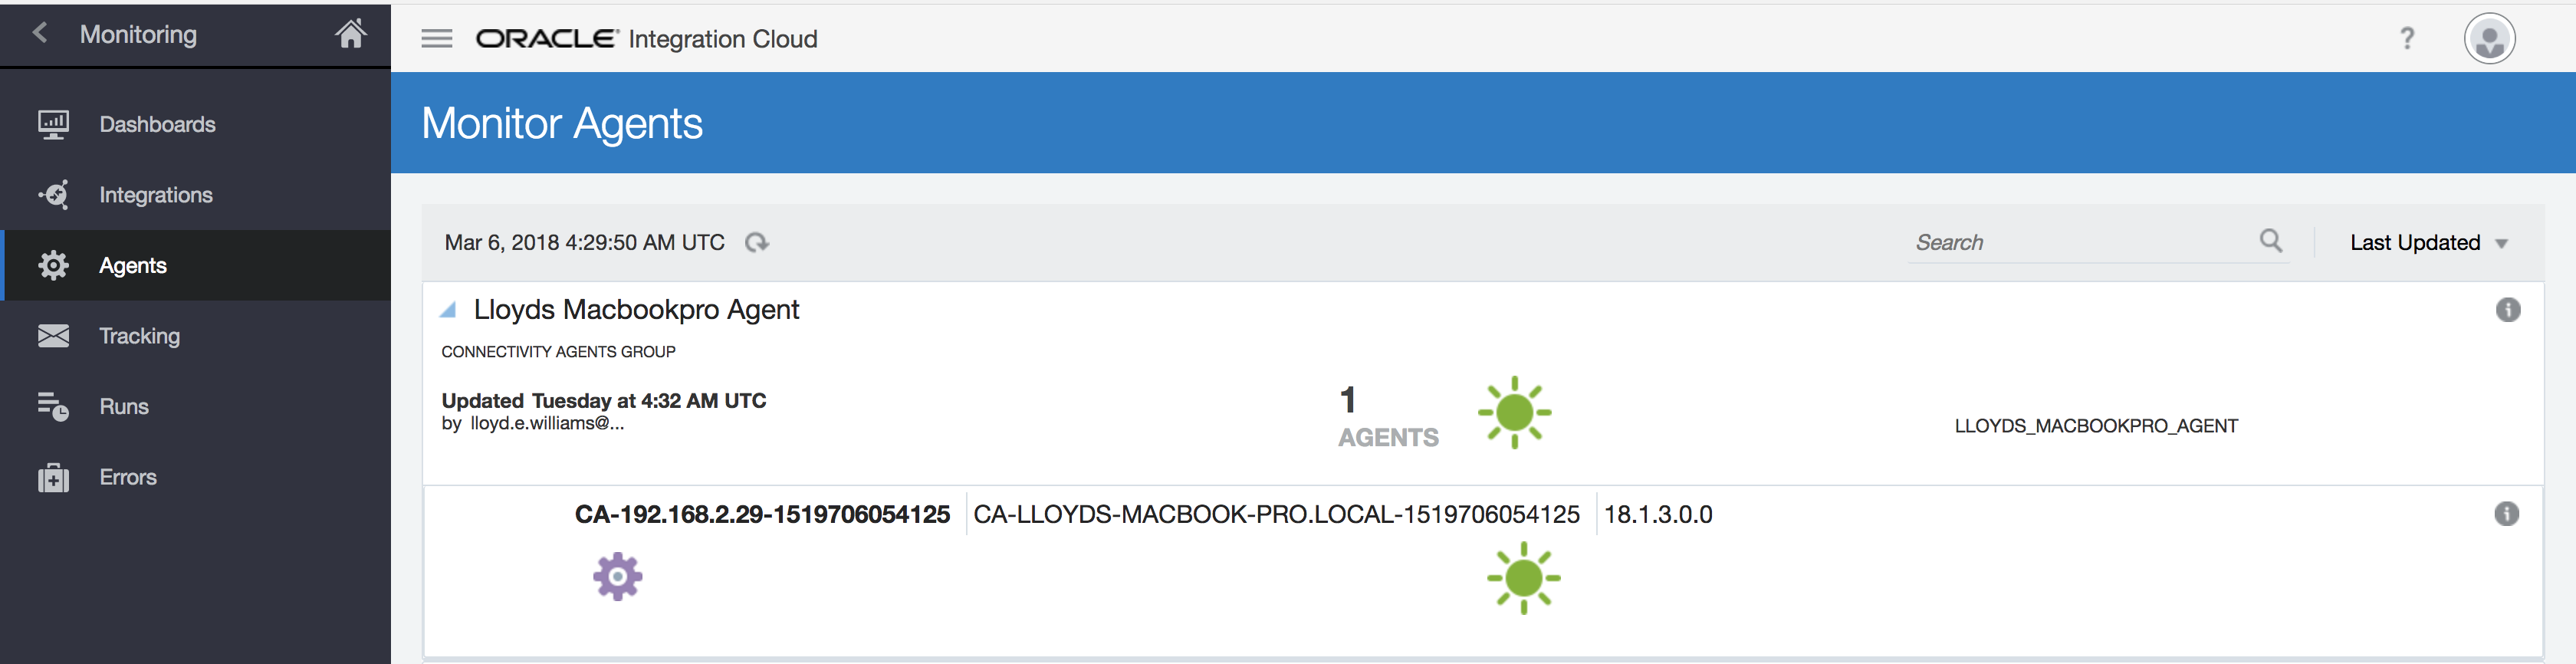 Monitoring
Dashboards
Integrations
Agents
Tracking
Runs
Errors
ORACLE® Integration Cloud
?
Monitor Agents
Mar 6, 2018 4:29:50 AM UTC
Search
Last Updated
Lloyds Macbookpro Agent
CONNECTIVITY AGENTS GROUP
Updated Tuesday at 4:32 AM UTC
by lloyd.e.williams@...
1
AGENTS
LLOYDS_MACBOOKPRO_AGENT
CA-192.168.2.29-1519706054125 CA-LLOYDS-MACBOOK-PRO.LOCAL-1519706054125 18.1.3.0.0